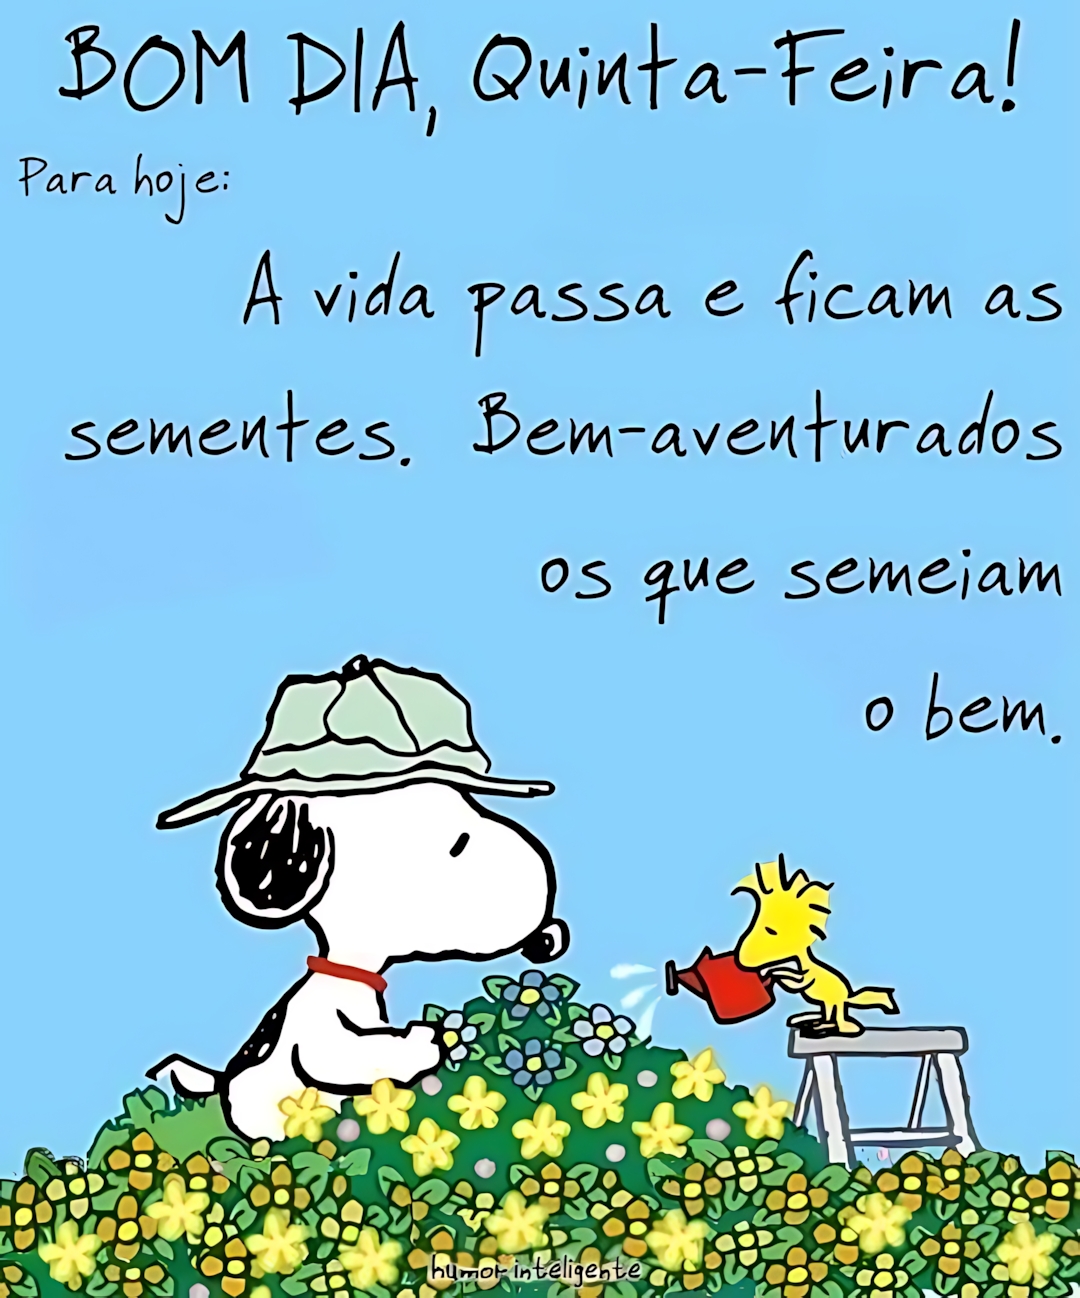 BOM DIA, Quinta-Feira!
Para hoje:
A vida passa e ficam as
sementes. Bem-aventurados
os que semeiam
o bem.
humor inteligente